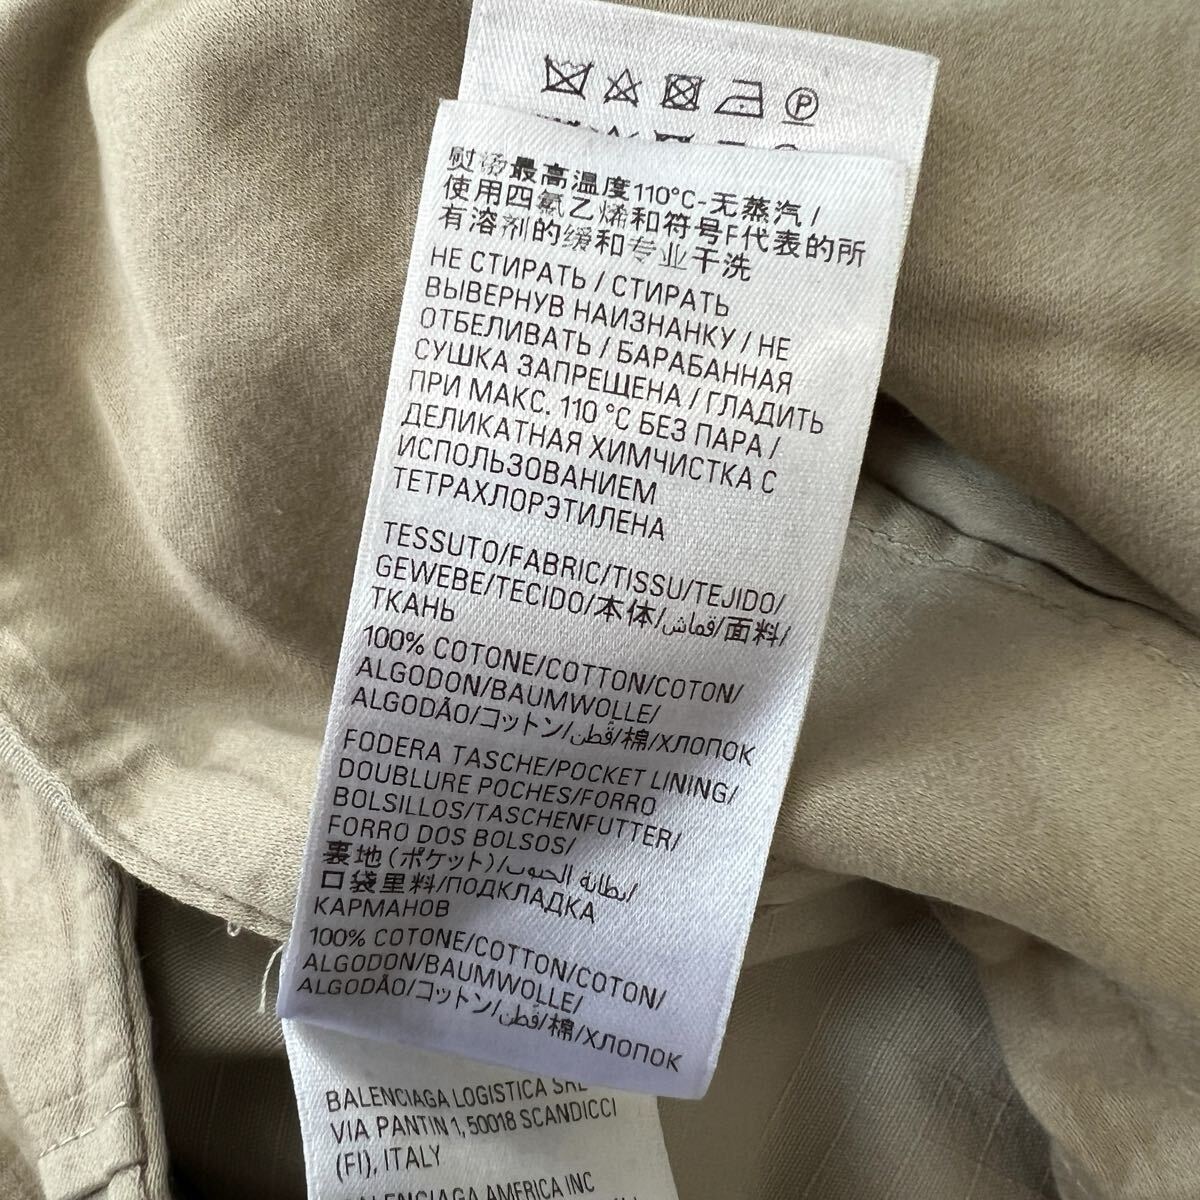 P
熨烫最高温度110°C-无蒸汽/
使用四氯乙烯和符号F代表的所
有溶剂的缓和专业干洗
НЕ СТИРАТЬ / СТИРАТЬ
ВЫВЕРНУВ НАИЗНАНКУ / НЕ
ОТБЕЛИВАТЬ / БАРАБАННАЯ
СУШКА ЗАПРЕЩЕНА / ГЛАДИТЬ
ПРИ МАКС. 110 °C БЕЗ ПАРА /
ДЕЛИКАТНАЯ ХИМЧИСТКА С
ИСПОЛЬЗОВАНИЕМ
ТЕТРАХЛОРЭТИЛЕНА
TESSUTO/FABRIC/TISSU/TEJIDO/
GEWEBE/TECIDO/本体/قماش/面料/
ТКАНЬ
100% COTONE/COTTON/COTON/
ALGODON/BAUMWOLLE/
ALGODÃO/コットン/قطن/棉/ХЛОПОК
FODERA TASCHE/POCKET LINING/
DOUBLURE POCHES/FORRO
BOLSILLOS/TASCHENFUTTER/
FORRO DOS BOLSOS/
裏地(ポケット)/بطانة الجيوب/
口袋里料/ПОДКЛАДКА
КАРМАНОВ
100% COTONE/COTTON/COTON/
ALGODON/BAUMWOLLE/
ALGODÃO/コットン/قطن/棉/ХЛОПОК
BALENCIAGA LOGISTICA SRL
VIA PANTIN 1, 50018 SCANDICCI
(FI), ITALY
BALENCIAGA AMERICA INC